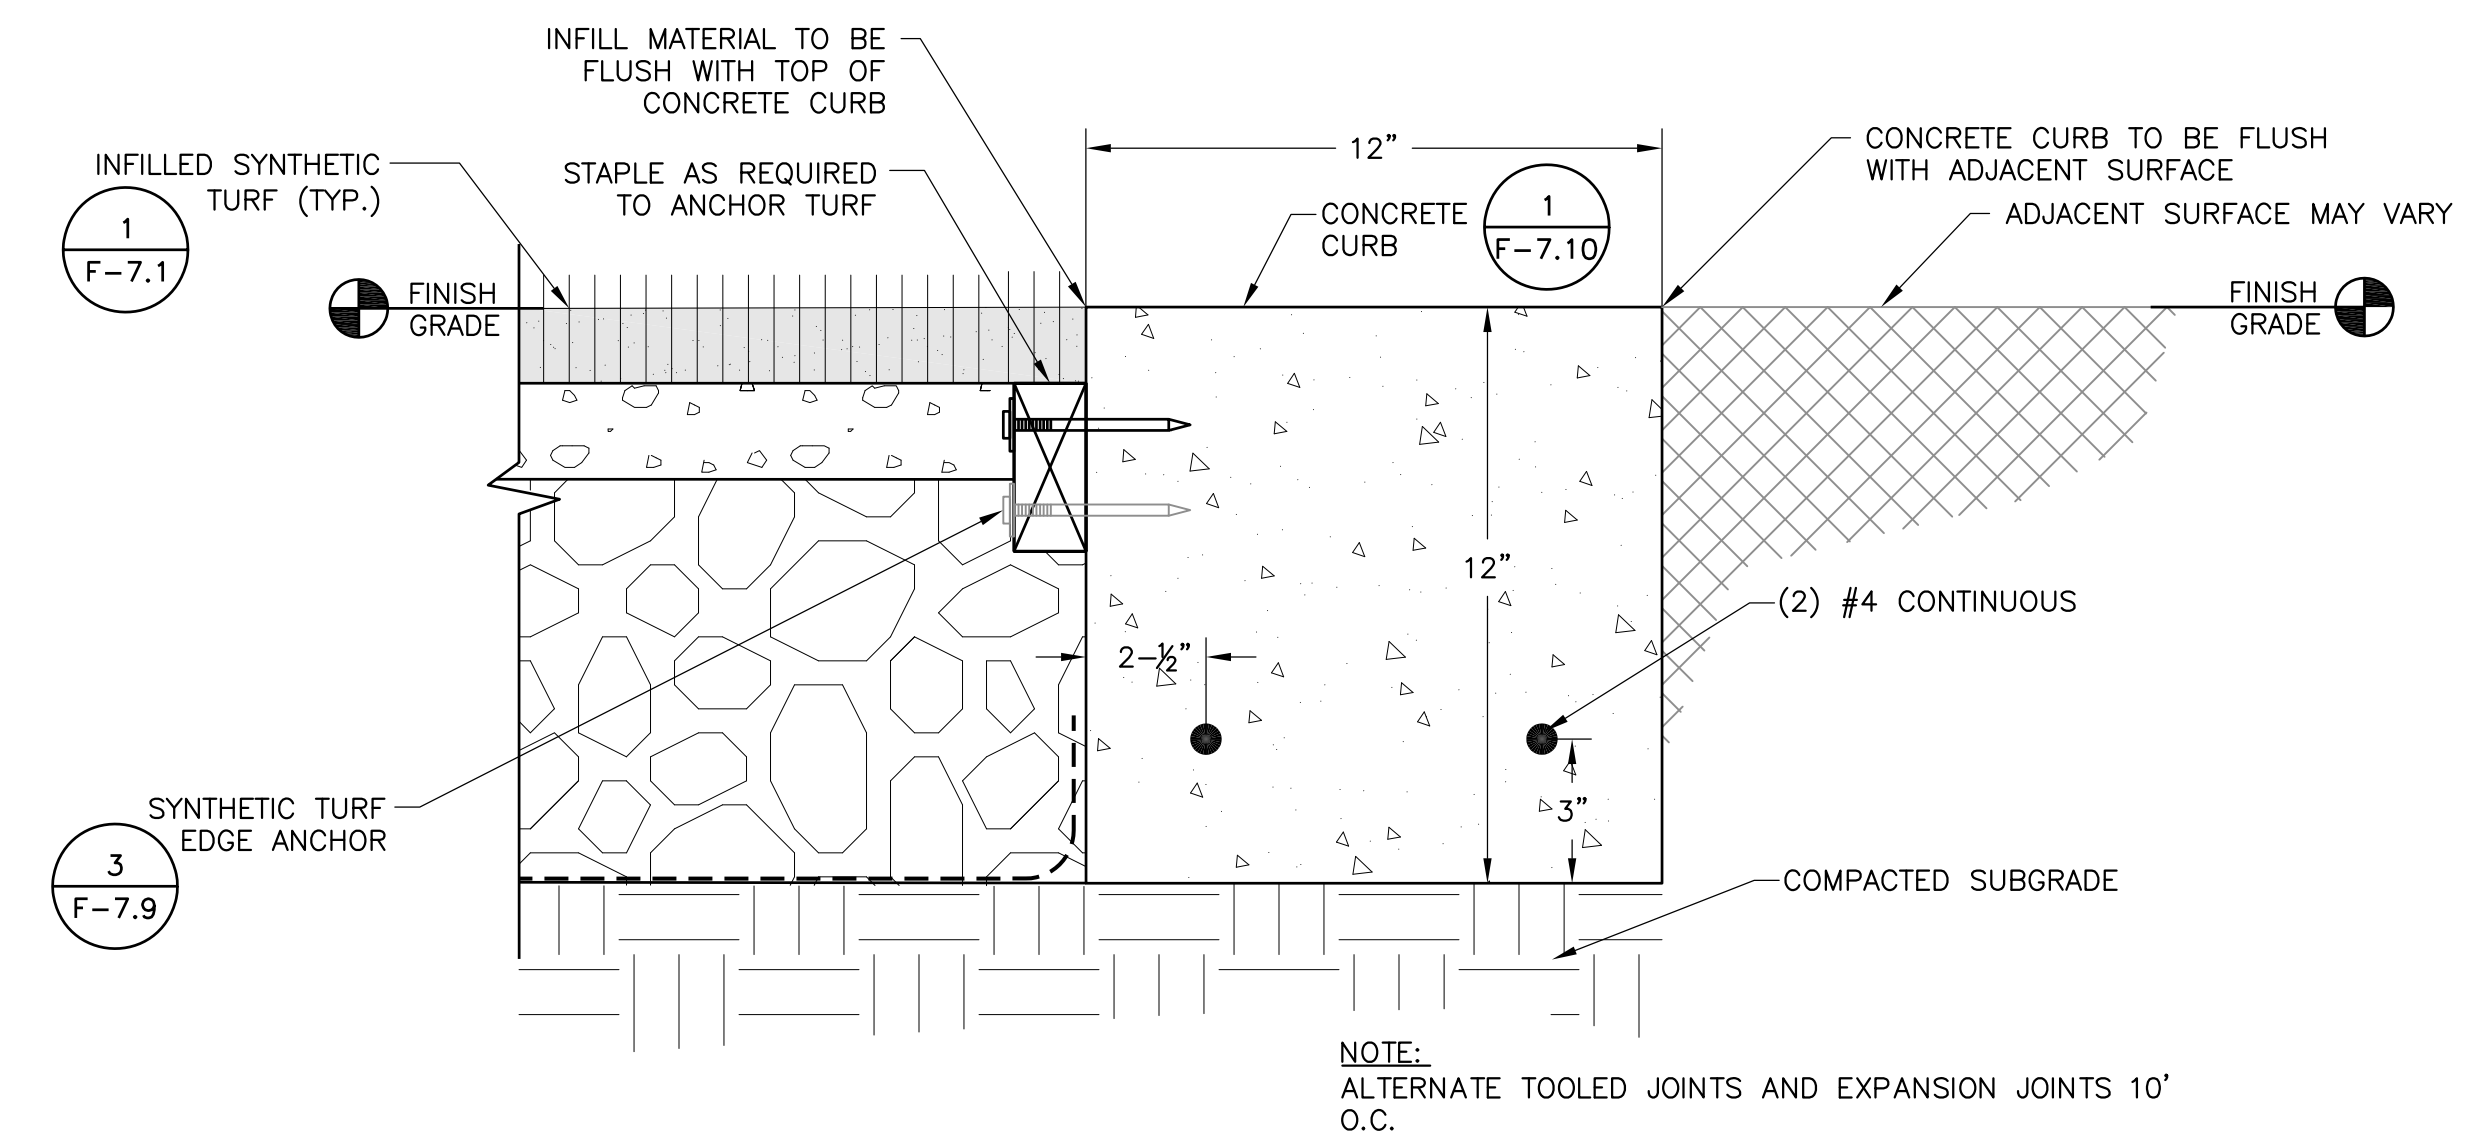 INFILL MATERIAL TO BE
FLUSH WITH TOP OF
CONCRETE CURB
INFILLED SYNTHETIC
TURF (TYP.)
1
F-7.1
STAPLE AS REQUIRED
TO ANCHOR TURF
12"
CONCRETE
CURB
1
F-7.10
CONCRETE CURB TO BE FLUSH
WITH ADJACENT SURFACE
ADJACENT SURFACE MAY VARY
FINISH
GRADE
FINISH
GRADE
12"
(2) #4 CONTINUOUS
2-½"
3"
SYNTHETIC TURF
EDGE ANCHOR
3
F-7.9
COMPACTED SUBGRADE
NOTE:
ALTERNATE TOOLED JOINTS AND EXPANSION JOINTS 10'
O.C.